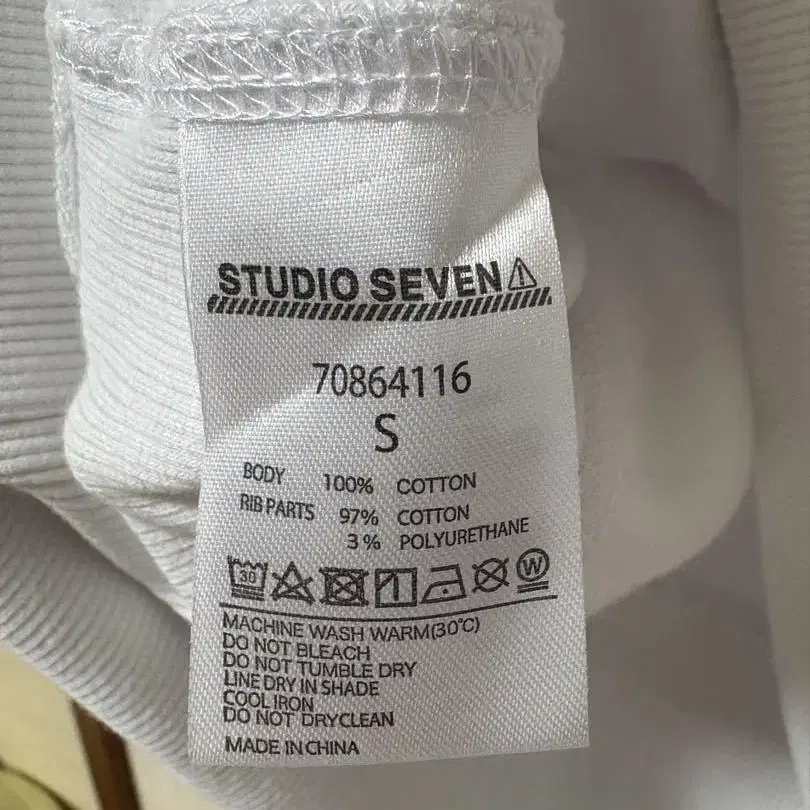 STUDIO SEVEN
70864116
S
BODY 100% COTTON
RIB PARTS 97% COTTON
3% POLYURETHANE
30 W
MACHINE WASH WARM(30℃)
DO NOT BLEACH
DO NOT TUMBLE DRY
LINE DRY IN SHADE
COOL IRON
DO NOT DRYCLEAN
MADE IN CHINA